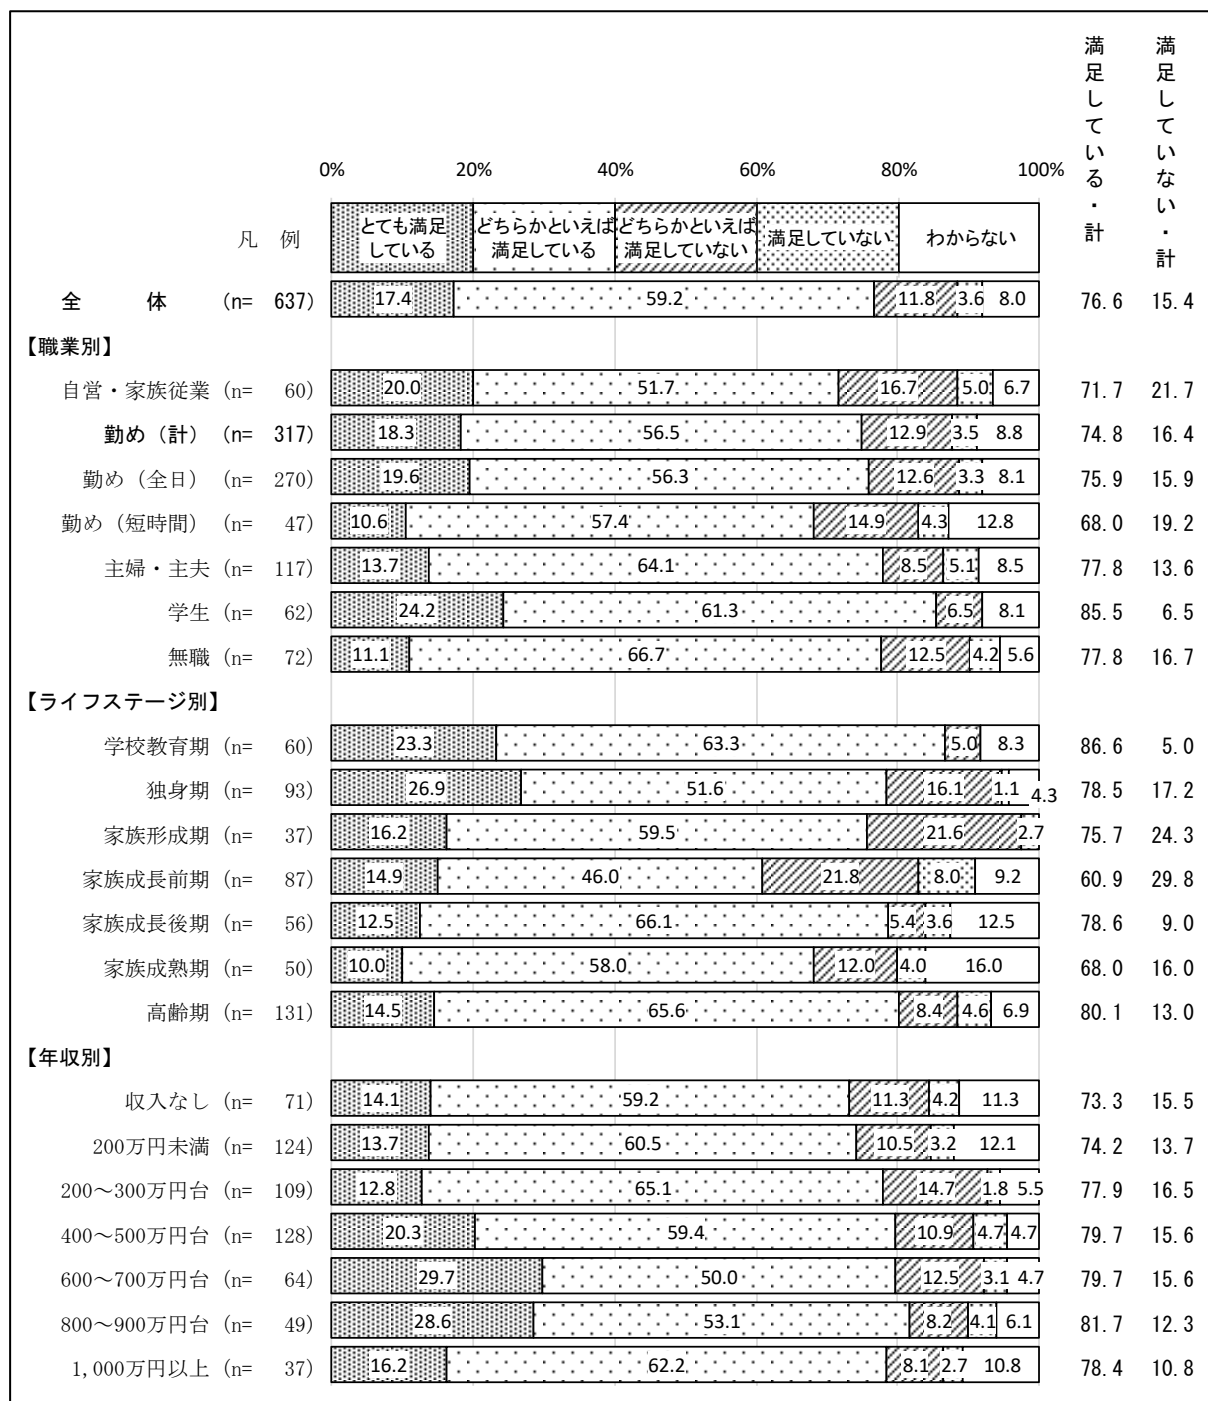 満足している・計
満足していない・計
0% 20% 40% 60% 80% 100%
凡 例 とても満足している どちらかといえば満足している どちらかといえば満足していない 満足していない わからない
全 体 (n= 637) 17.4 59.2 11.8 3.6 8.0 76.6 15.4
【職業別】
自営・家族従業 (n= 60) 20.0 51.7 16.7 5.0 6.7 71.7 21.7
勤め（計） (n= 317) 18.3 56.5 12.9 3.5 8.8 74.8 16.4
勤め（全日） (n= 270) 19.6 56.3 12.6 3.3 8.1 75.9 15.9
勤め（短時間） (n= 47) 10.6 57.4 14.9 4.3 12.8 68.0 19.2
主婦・主夫 (n= 117) 13.7 64.1 8.5 5.1 8.5 77.8 13.6
学生 (n= 62) 24.2 61.3 6.5 8.1 85.5 6.5
無職 (n= 72) 11.1 66.7 12.5 4.2 5.6 77.8 16.7
【ライフステージ別】
学校教育期 (n= 60) 23.3 63.3 5.0 8.3 86.6 5.0
独身期 (n= 93) 26.9 51.6 16.1 1.1 4.3 78.5 17.2
家族形成期 (n= 37) 16.2 59.5 21.6 2.7 75.7 24.3
家族成長前期 (n= 87) 14.9 46.0 21.8 8.0 9.2 60.9 29.8
家族成長後期 (n= 56) 12.5 66.1 5.4 3.6 12.5 78.6 9.0
家族成熟期 (n= 50) 10.0 58.0 12.0 4.0 16.0 68.0 16.0
高齢期 (n= 131) 14.5 65.6 8.4 4.6 6.9 80.1 13.0
【年収別】
収入なし (n= 71) 14.1 59.2 11.3 4.2 11.3 73.3 15.5
200万円未満 (n= 124) 13.7 60.5 10.5 3.2 12.1 74.2 13.7
200～300万円台 (n= 109) 12.8 65.1 14.7 1.8 5.5 77.9 16.5
400～500万円台 (n= 128) 20.3 59.4 10.9 4.7 4.7 79.7 15.6
600～700万円台 (n= 64) 29.7 50.0 12.5 3.1 4.7 79.7 15.6
800～900万円台 (n= 49) 28.6 53.1 8.2 4.1 6.1 81.7 12.3
1,000万円以上 (n= 37) 16.2 62.2 8.1 2.7 10.8 78.4 10.8